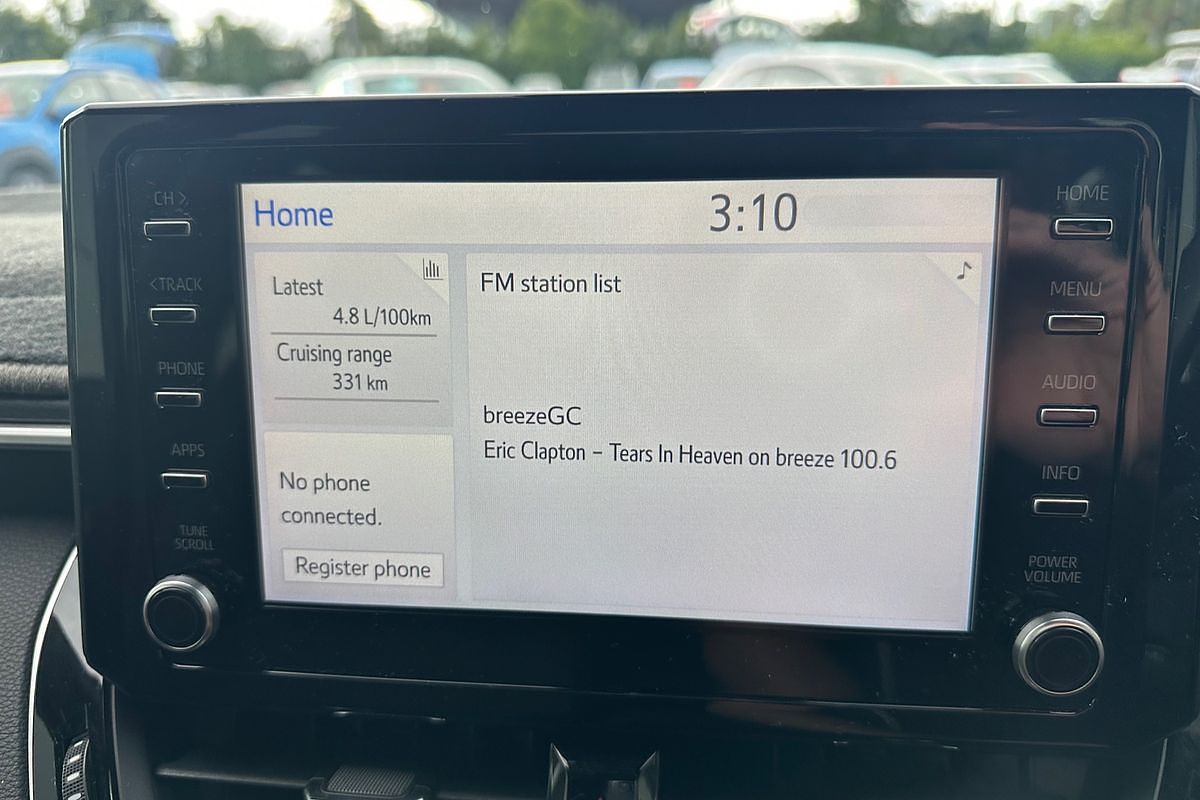 CH >
<TRACK
PHONE
APPS
TUNE
SCROLL
Home
3:10
Latest
4.8 L/100km
Cruising range
331 km
No phone
connected.
Register phone
FM station list
breezeGC
Eric Clapton – Tears In Heaven on breeze 100.6
HOME
MENU
AUDIO
INFO
POWER
VOLUME